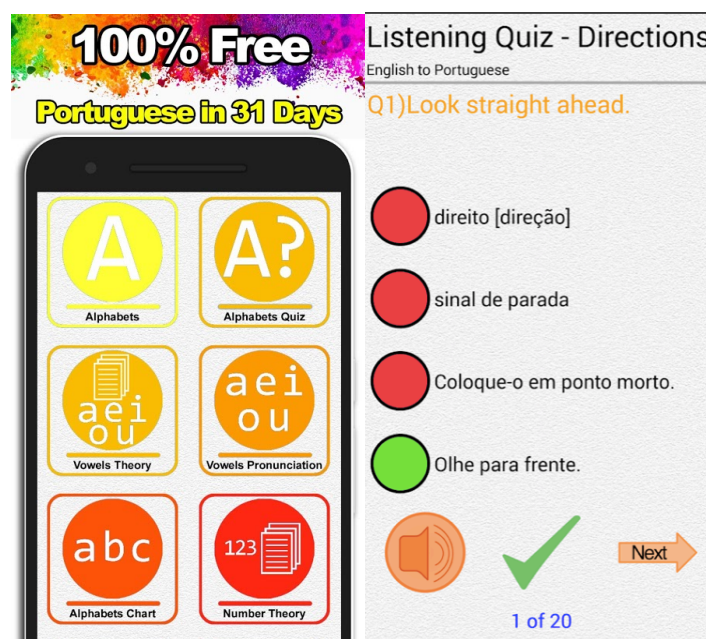 100% Free
Portuguese in 31 Days
A
Alphabets
A?
Alphabets Quiz
aei
ou
Vowels Theory
aei
ou
Vowels Pronunciation
abc
Alphabets Chart
123
Number Theory
Listening Quiz - Directions
English to Portuguese
Q1)Look straight ahead.
direito [direção]
sinal de parada
Coloque-o em ponto morto.
Olhe para frente.
Next
1 of 20